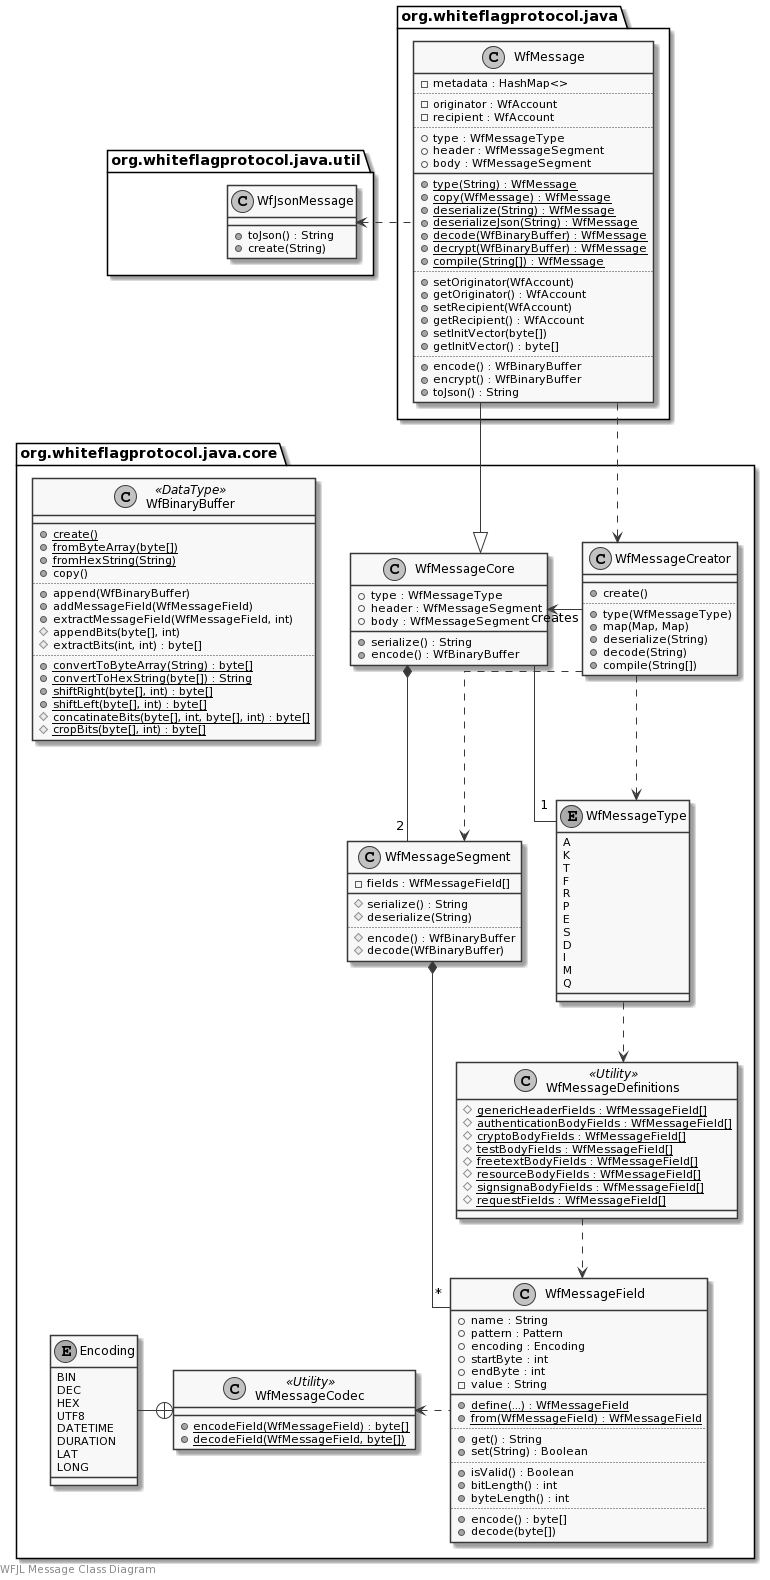 org.whiteflagprotocol.java
C WfMessage
metadata : HashMap<>
originator : WfAccount
recipient : WfAccount
type : WfMessageType
header : WfMessageSegment
body : WfMessageSegment
type(String) : WfMessage
copy(WfMessage) : WfMessage
deserialize(String) : WfMessage
deserializeJson(String) : WfMessage
decode(WfBinaryBuffer) : WfMessage
decrypt(WfBinaryBuffer) : WfMessage
compile(String[]) : WfMessage
setOriginator(WfAccount)
getOriginator() : WfAccount
setRecipient(WfAccount)
getRecipient() : WfAccount
setInitVector(byte[])
getInitVector() : byte[]
encode() : WfBinaryBuffer
encrypt() : WfBinaryBuffer
toJson() : String
org.whiteflagprotocol.java.util
C WfJsonMessage
toJson() : String
create(String)
org.whiteflagprotocol.java.core
«DataType»
C WfBinaryBuffer
create()
fromByteArray(byte[])
fromHexString(String)
copy()
append(WfBinaryBuffer)
addMessageField(WfMessageField)
extractMessageField(WfMessageField, int)
appendBits(byte[], int)
extractBits(int, int) : byte[]
convertToByteArray(String) : byte[]
convertToHexString(byte[]) : String
shiftRight(byte[], int) : byte[]
shiftLeft(byte[], int) : byte[]
concatinateBits(byte[], int, byte[], int) : byte[]
cropBits(byte[], int) : byte[]
C WfMessageCore
type : WfMessageType
header : WfMessageSegment
body : WfMessageSegment
serialize() : String
encode() : WfBinaryBuffer
creates
C WfMessageCreator
create()
type(WfMessageType)
map(Map, Map)
deserialize(String)
decode(String)
compile(String[])
2
1
C WfMessageSegment
fields : WfMessageField[]
serialize() : String
deserialize(String)
encode() : WfBinaryBuffer
decode(WfBinaryBuffer)
E WfMessageType
A
K
T
F
R
P
E
S
D
I
M
Q
«Utility»
C WfMessageDefinitions
genericHeaderFields : WfMessageField[]
authenticationBodyFields : WfMessageField[]
cryptoBodyFields : WfMessageField[]
testBodyFields : WfMessageField[]
freetextBodyFields : WfMessageField[]
resourceBodyFields : WfMessageField[]
signsignaBodyFields : WfMessageField[]
requestFields : WfMessageField[]
*
C WfMessageField
name : String
pattern : Pattern
encoding : Encoding
startByte : int
endByte : int
value : String
define(...) : WfMessageField
from(WfMessageField) : WfMessageField
get() : String
set(String) : Boolean
isValid() : Boolean
bitLength() : int
byteLength() : int
encode() : byte[]
decode(byte[])
E Encoding
BIN
DEC
HEX
UTF8
DATETIME
DURATION
LAT
LONG
«Utility»
C WfMessageCodec
encodeField(WfMessageField) : byte[]
decodeField(WfMessageField, byte[])
WFJL Message Class Diagram